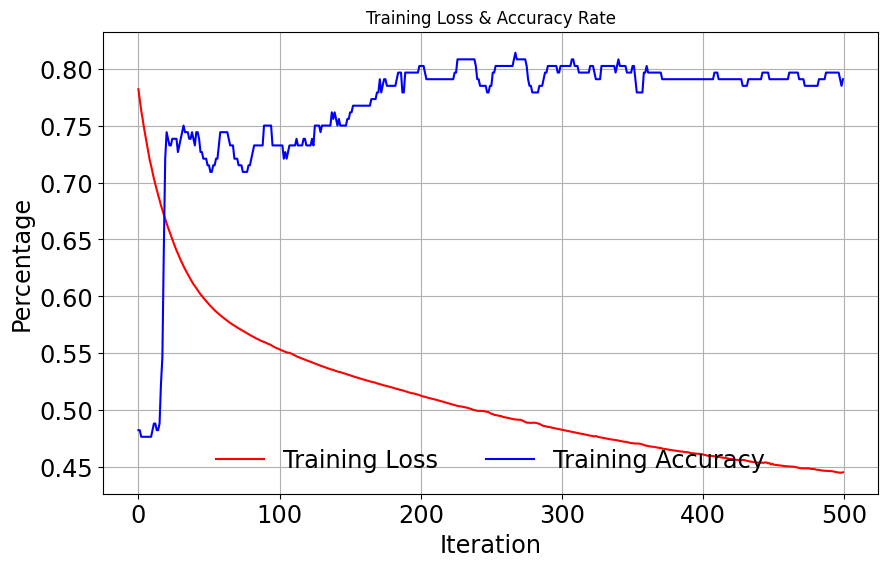 Training Loss & Accuracy Rate
Percentage
0.80
0.75
0.70
0.65
0.60
0.55
0.50
0.45
Training Loss Training Accuracy
0 100 200 300 400 500
Iteration